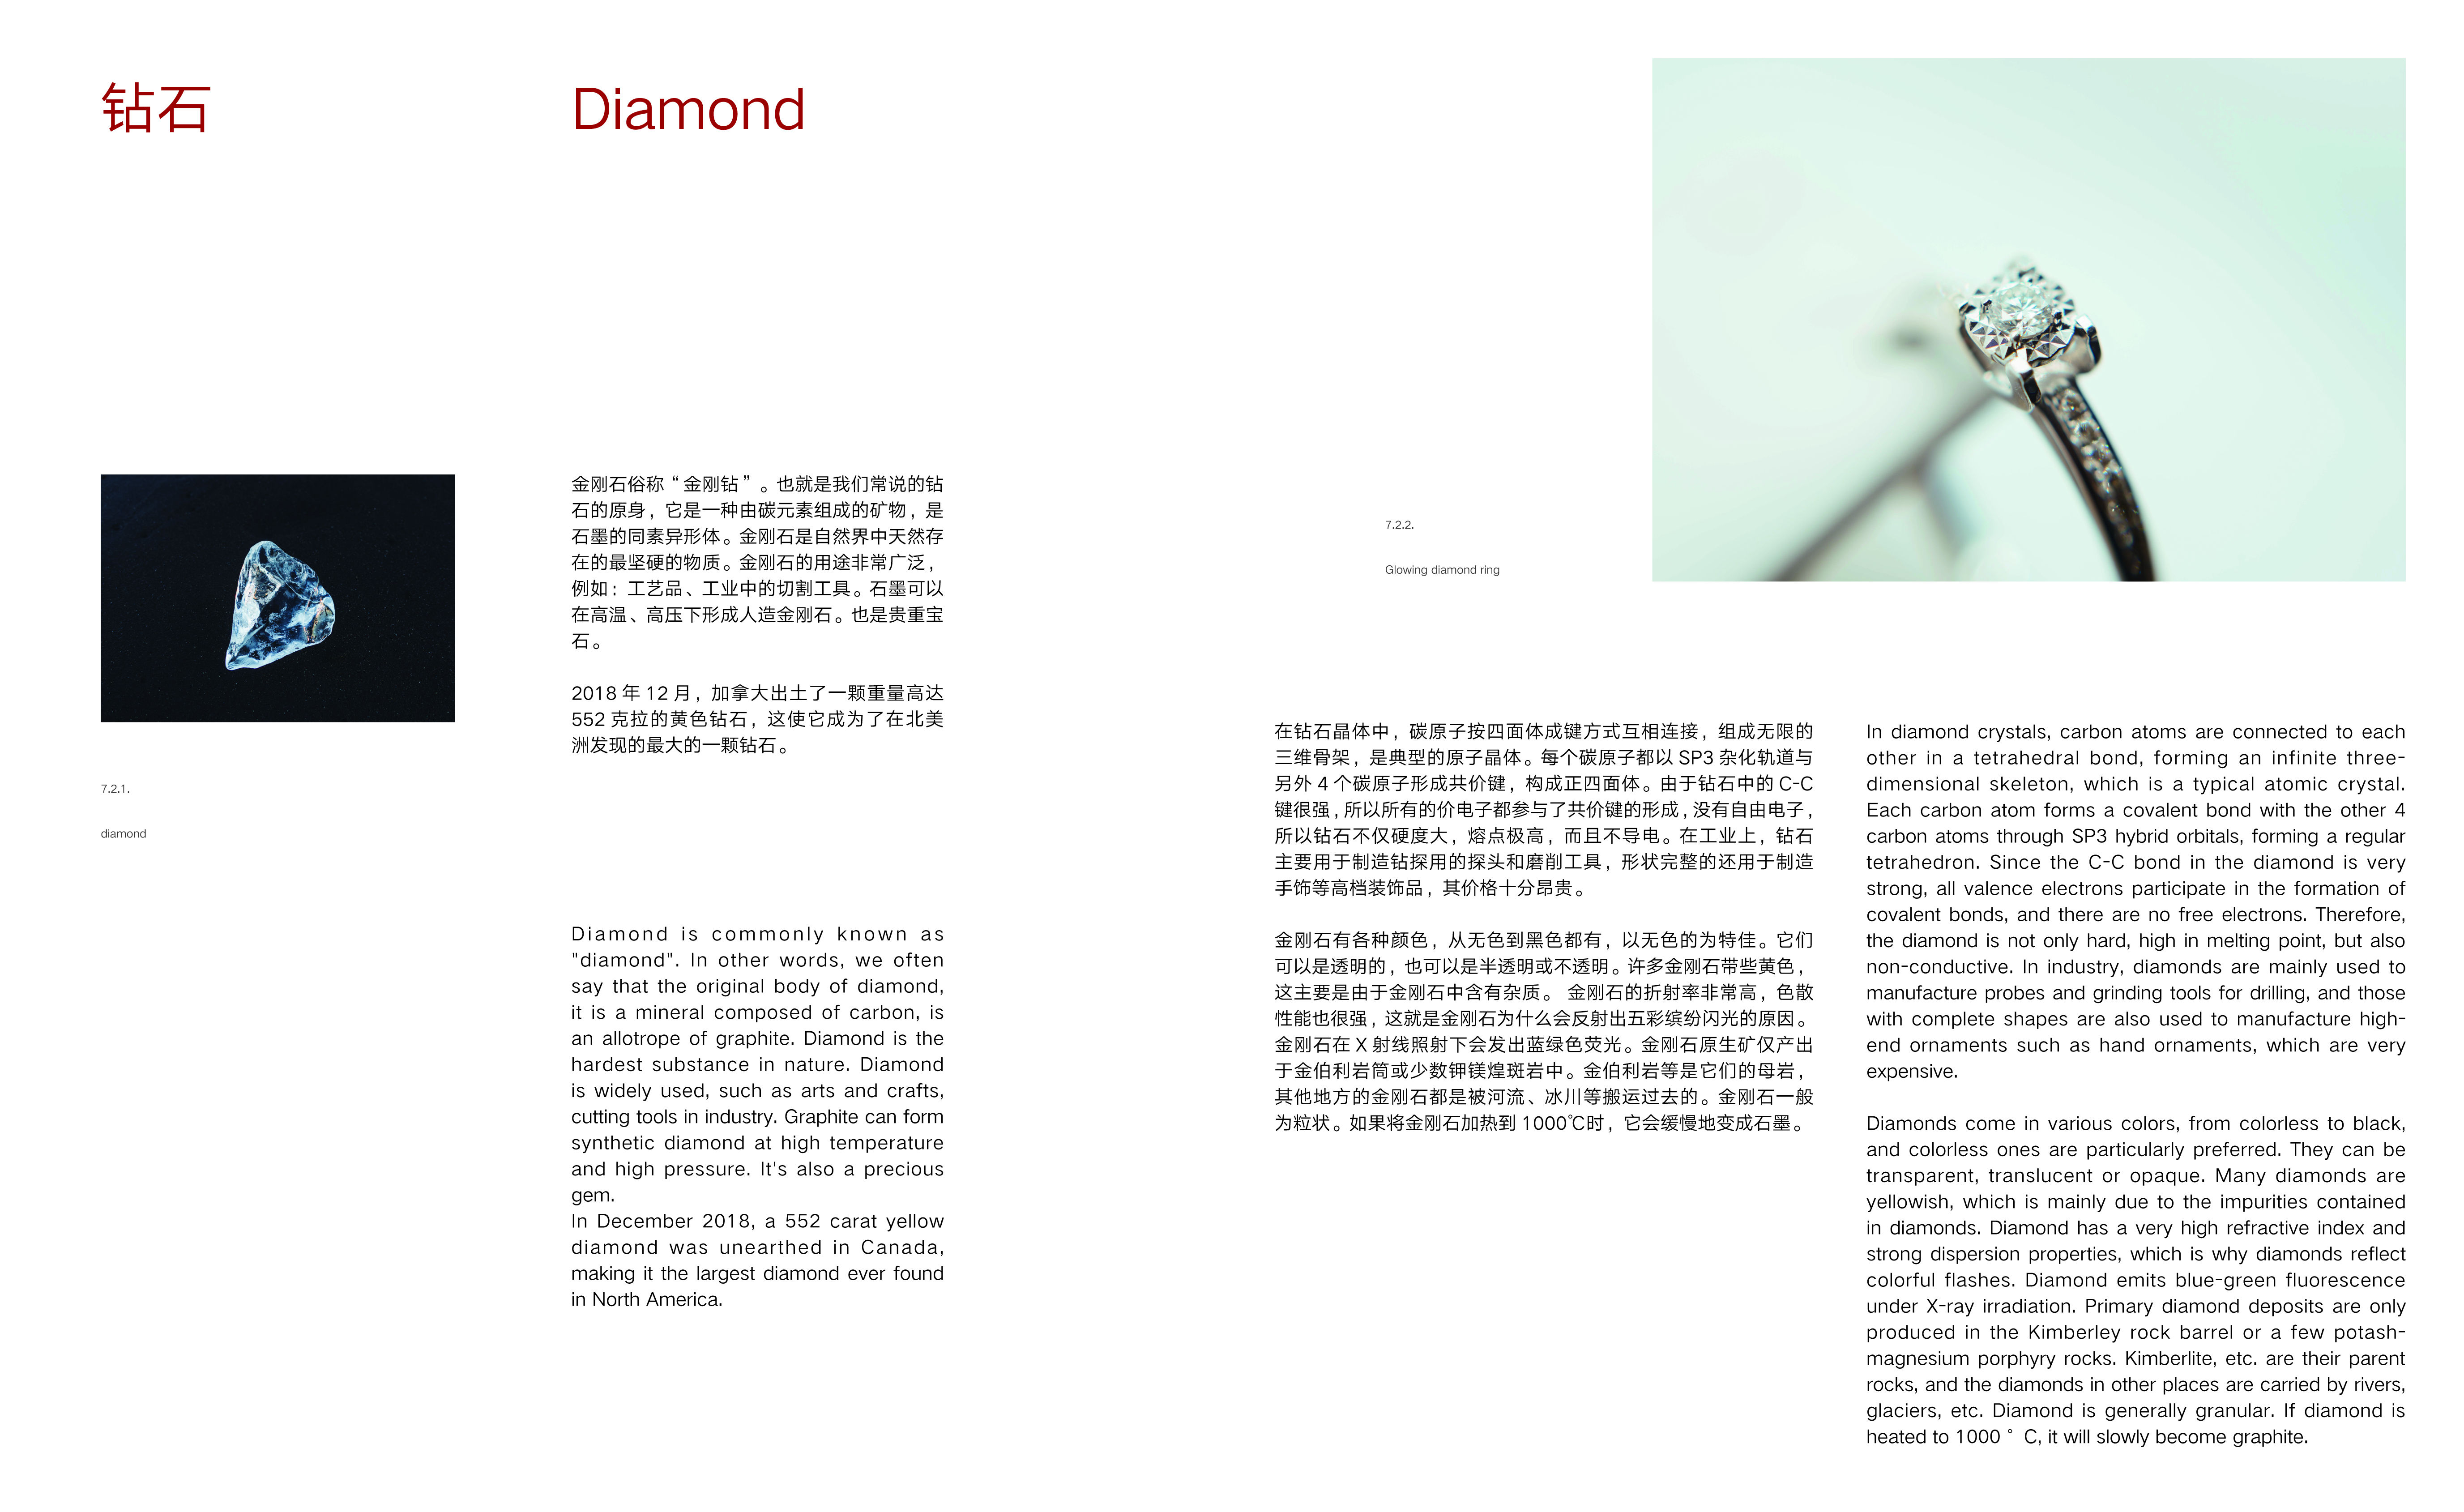 钻石
Diamond
金刚石俗称“金刚钻”。也就是我们常说的钻
石的原身，它是一种由碳元素组成的矿物，是
石墨的同素异形体。金刚石是自然界中天然存
在的最坚硬的物质。金刚石的用途非常广泛，
例如：工艺品、工业中的切割工具。石墨可以
在高温、高压下形成人造金刚石。也是贵重宝
石。
2018 年 12 月，加拿大出土了一颗重量高达
552 克拉的黄色钻石，这使它成为了在北美
洲发现的最大的一颗钻石。
7.2.1.
diamond
Diamond is commonly known as
"diamond". In other words, we often
say that the original body of diamond,
it is a mineral composed of carbon, is
an allotrope of graphite. Diamond is the
hardest substance in nature. Diamond
is widely used, such as arts and crafts,
cutting tools in industry. Graphite can form
synthetic diamond at high temperature
and high pressure. It's also a precious
gem.
In December 2018, a 552 carat yellow
diamond was unearthed in Canada,
making it the largest diamond ever found
in North America.
7.2.2.
Glowing diamond ring
在钻石晶体中，碳原子按四面体成键方式互相连接，组成无限的
三维骨架，是典型的原子晶体。每个碳原子都以 SP3 杂化轨道与
另外 4 个碳原子形成共价键，构成正四面体。由于钻石中的 C-C
键很强，所以所有的价电子都参与了共价键的形成，没有自由电子，
所以钻石不仅硬度大，熔点极高，而且不导电。在工业上，钻石
主要用于制造钻探用的探头和磨削工具，形状完整的还用于制造
手饰等高档装饰品，其价格十分昂贵。
金刚石有各种颜色，从无色到黑色都有，以无色的为特佳。它们
可以是透明的，也可以是半透明或不透明。许多金刚石带些黄色，
这主要是由于金刚石中含有杂质。 金刚石的折射率非常高，色散
性能也很强，这就是金刚石为什么会反射出五彩缤纷闪光的原因。
金刚石在 X 射线照射下会发出蓝绿色荧光。金刚石原生矿仅产出
于金伯利岩筒或少数钾镁煌斑岩中。金伯利岩等是它们的母岩，
其他地方的金刚石都是被河流、冰川等搬运过去的。金刚石一般
为粒状。如果将金刚石加热到 1000℃时，它会缓慢地变成石墨。
In diamond crystals, carbon atoms are connected to each
other in a tetrahedral bond, forming an infinite three-
dimensional skeleton, which is a typical atomic crystal.
Each carbon atom forms a covalent bond with the other 4
carbon atoms through SP3 hybrid orbitals, forming a regular
tetrahedron. Since the C-C bond in the diamond is very
strong, all valence electrons participate in the formation of
covalent bonds, and there are no free electrons. Therefore,
the diamond is not only hard, high in melting point, but also
non-conductive. In industry, diamonds are mainly used to
manufacture probes and grinding tools for drilling, and those
with complete shapes are also used to manufacture high-
end ornaments such as hand ornaments, which are very
expensive.
Diamonds come in various colors, from colorless to black,
and colorless ones are particularly preferred. They can be
transparent, translucent or opaque. Many diamonds are
yellowish, which is mainly due to the impurities contained
in diamonds. Diamond has a very high refractive index and
strong dispersion properties, which is why diamonds reflect
colorful flashes. Diamond emits blue-green fluorescence
under X-ray irradiation. Primary diamond deposits are only
produced in the Kimberley rock barrel or a few potash-
magnesium porphyry rocks. Kimberlite, etc. are their parent
rocks, and the diamonds in other places are carried by rivers,
glaciers, etc. Diamond is generally granular. If diamond is
heated to 1000 ° C, it will slowly become graphite.